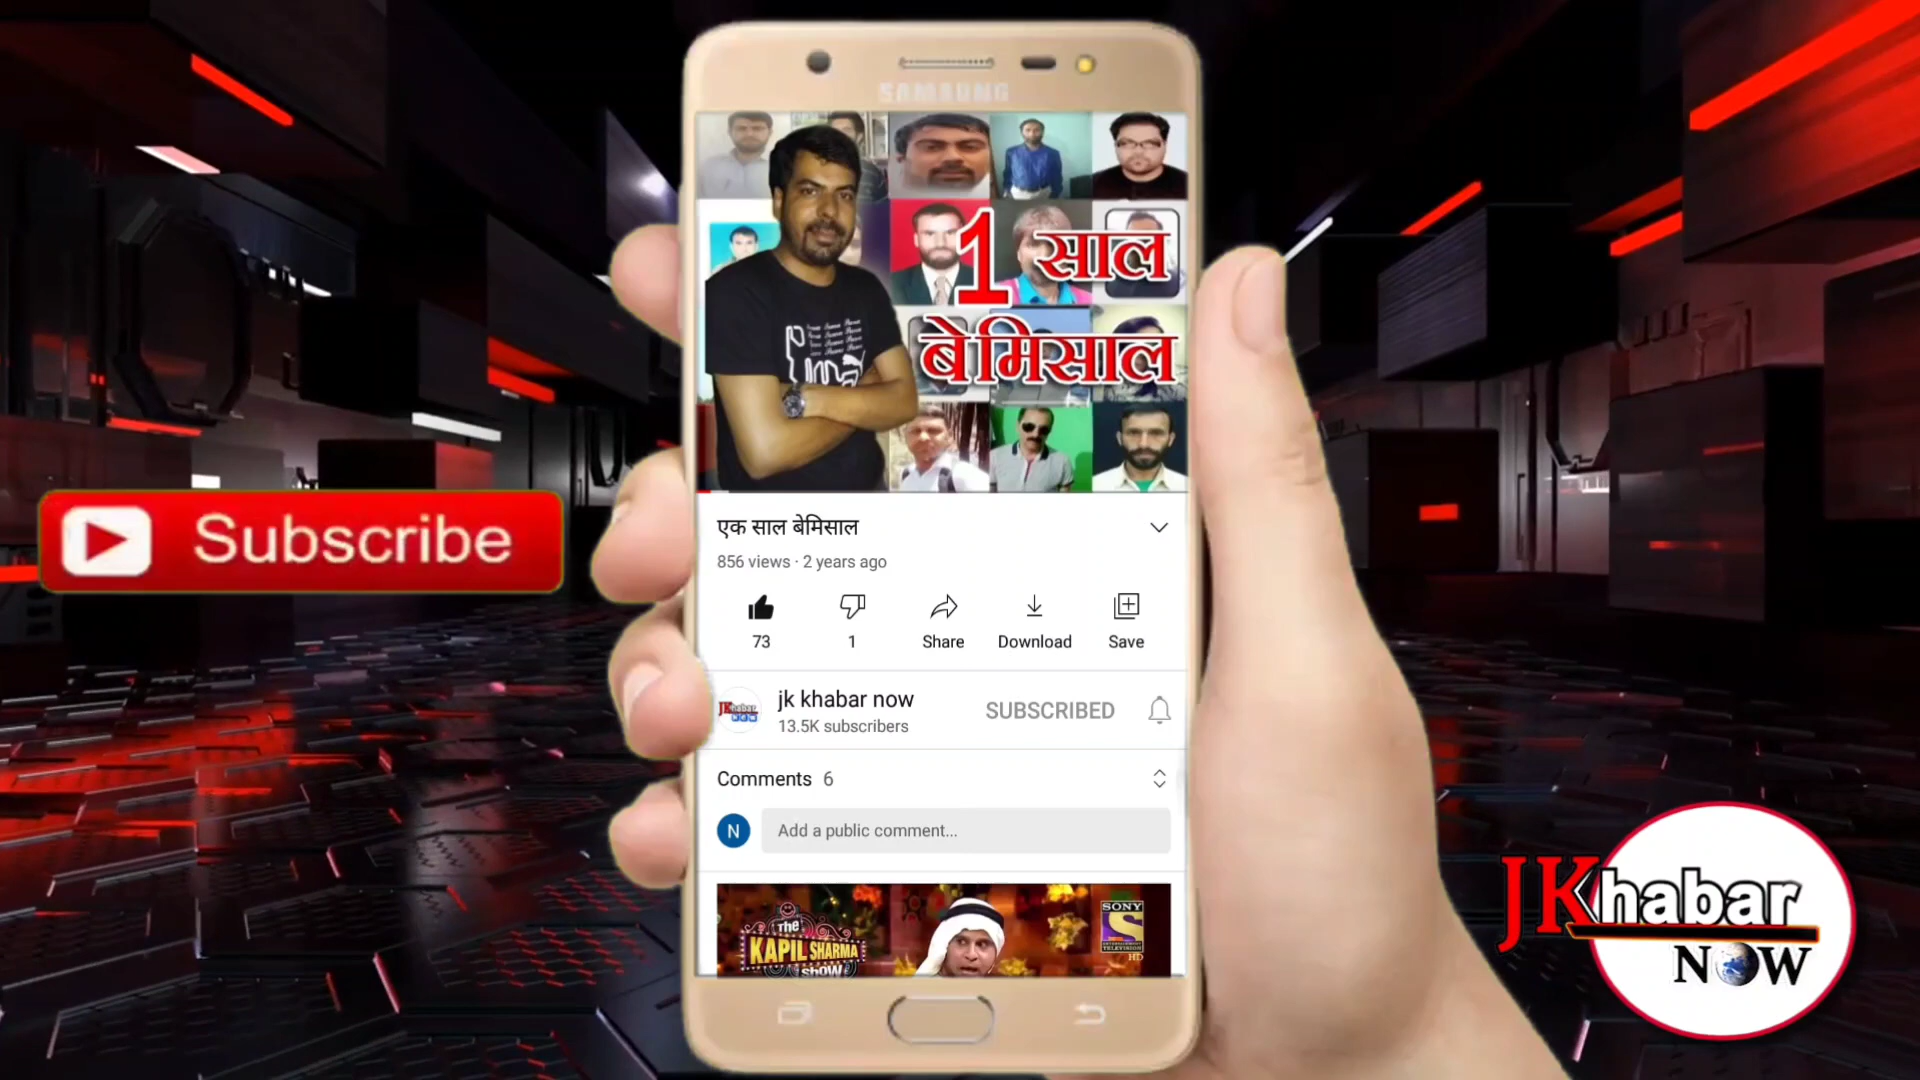 SAMSUNG
1 साल
बेमिसाल
एक साल बेमिसाल
856 views · 2 years ago
73
1
Share
Download
Save
jk khabar now
13.5K subscribers
SUBSCRIBED
Comments 6
N
Add a public comment...
The
KAPIL SHARMA
SHOW
SONY
S
HD
Subscribe
JKhabar
NOW